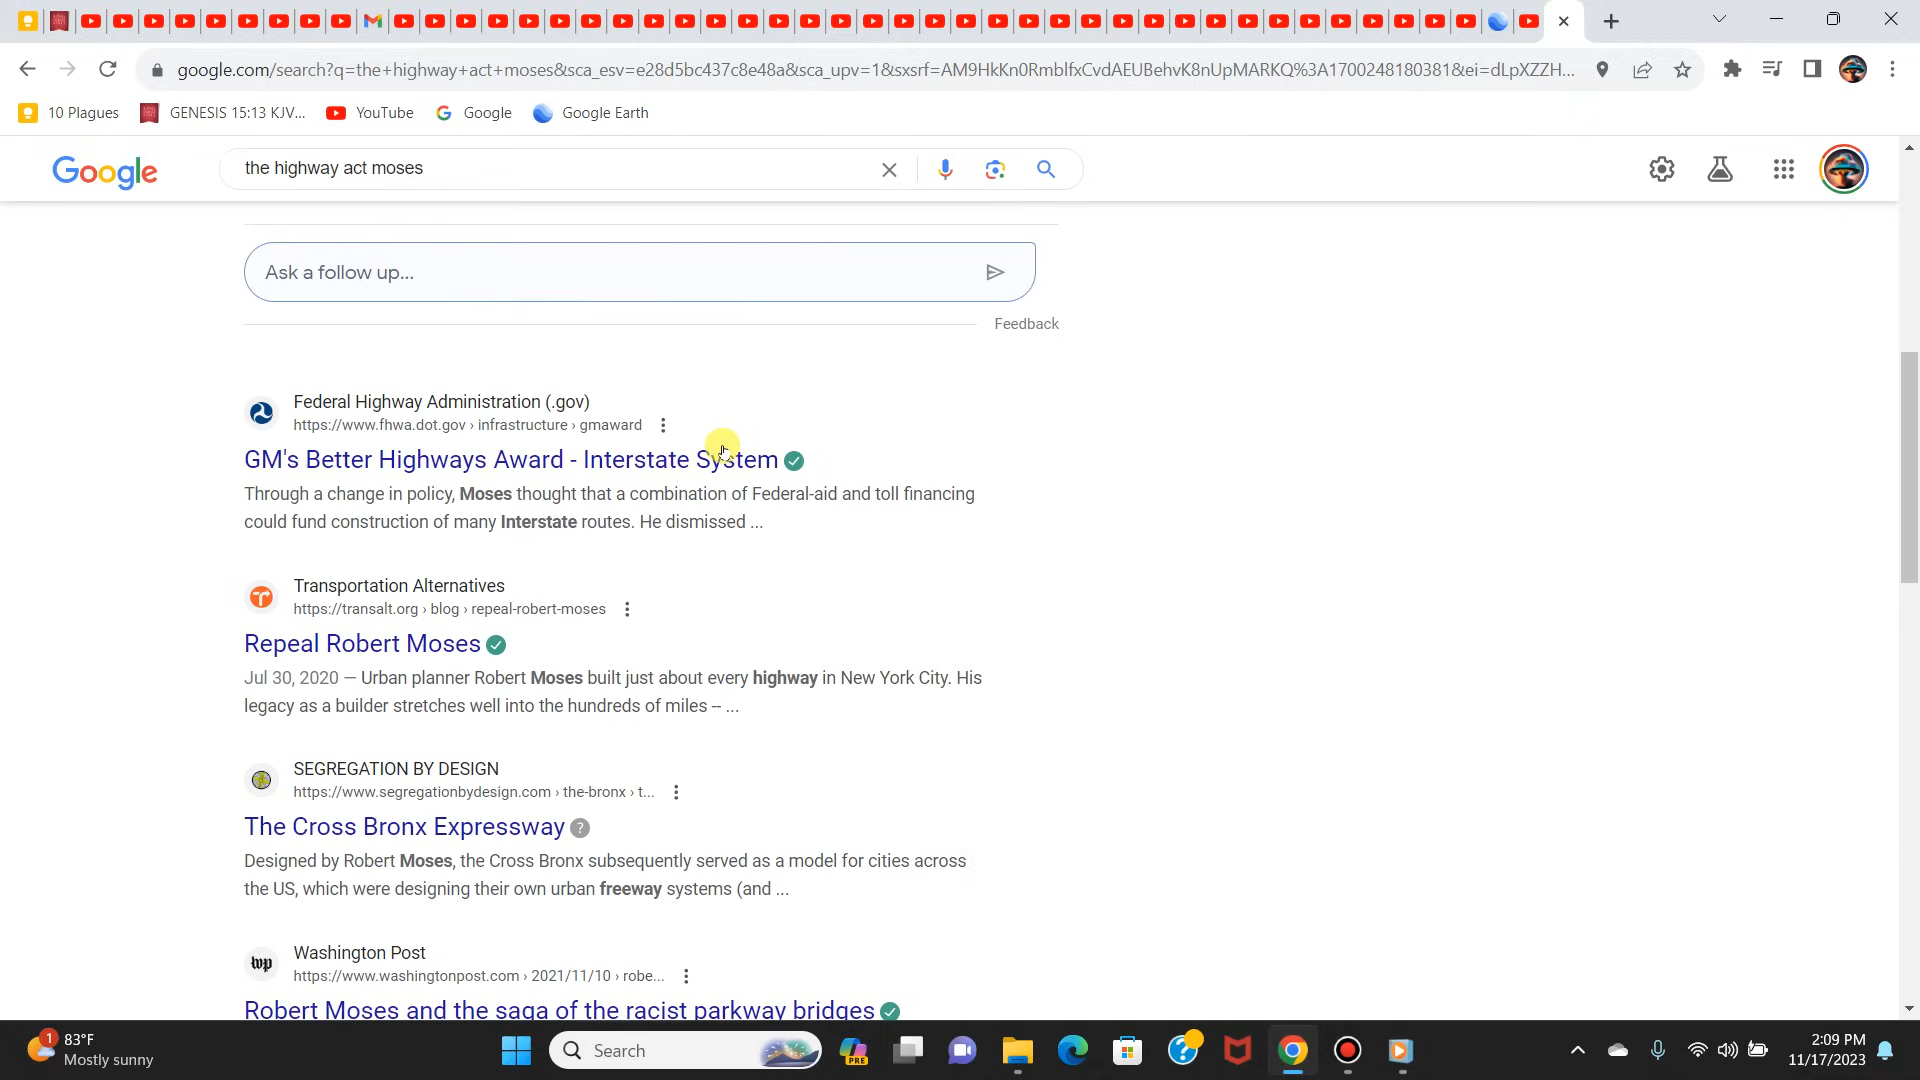 google.com/search?q=the+highway+act+moses&sca_esv=e28d5bc437c8e48a&sca_upv=1&sxsrf=AM9HkKn0RmblfxCvdAEUBehvK8nUpMARKQ%3A1700248180381&ei=dLpXZZH...
10 Plagues GENESIS 15:13 KJV... YouTube Google Google Earth
Google the highway act moses
Ask a follow up...
Feedback
Federal Highway Administration (.gov)
https://www.fhwa.dot.gov › infrastructure › gmaward
GM's Better Highways Award - Interstate System
Through a change in policy, Moses thought that a combination of Federal-aid and toll financing
could fund construction of many Interstate routes. He dismissed ...
Transportation Alternatives
https://transalt.org › blog › repeal-robert-moses
Repeal Robert Moses
Jul 30, 2020 — Urban planner Robert Moses built just about every highway in New York City. His
legacy as a builder stretches well into the hundreds of miles -- ...
SEGREGATION BY DESIGN
https://www.segregationbydesign.com › the-bronx › t...
The Cross Bronx Expressway
Designed by Robert Moses, the Cross Bronx subsequently served as a model for cities across
the US, which were designing their own urban freeway systems (and ...
wp Washington Post
https://www.washingtonpost.com › 2021/11/10 › robe...
Robert Moses and the saga of the racist parkway bridges
1 83°F
Mostly sunny
Search
PRE
2:09 PM
11/17/2023